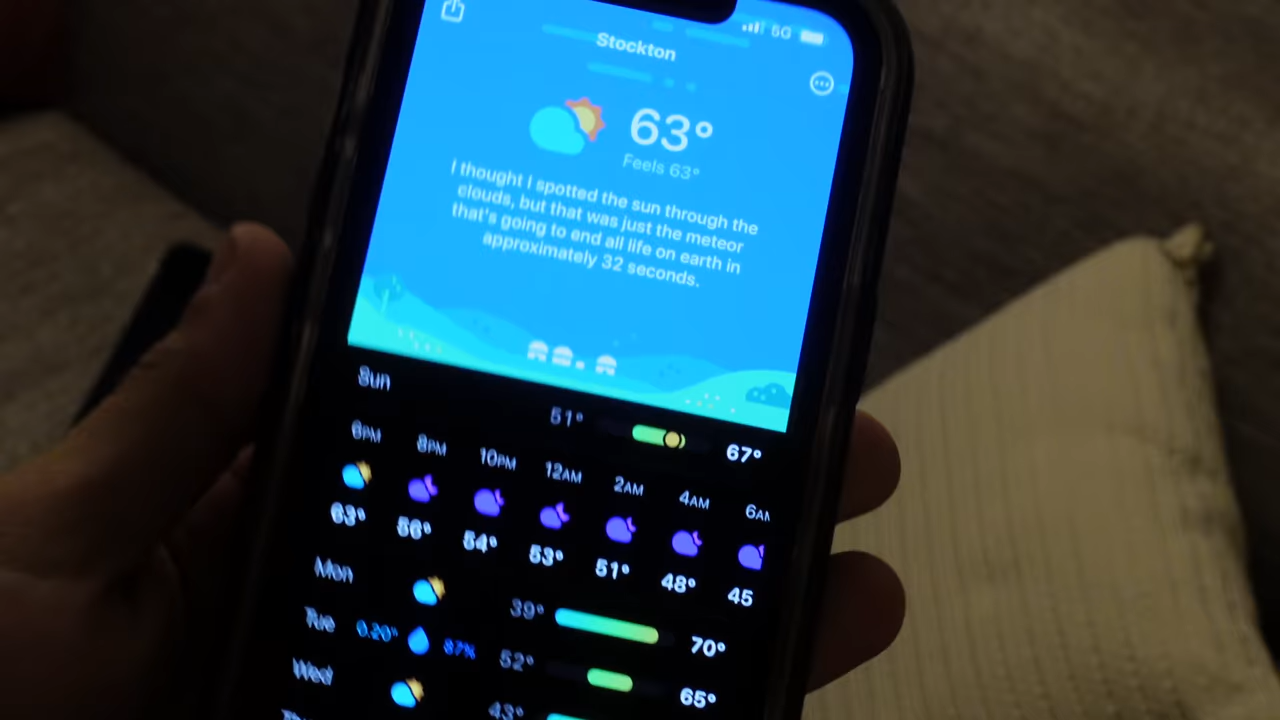 5G
Stockton
63°
Feels 63°
I thought I spotted the sun through the
clouds, but that was just the meteor
that's going to end all life on earth in
approximately 32 seconds.
Sun
51°
67°
6PM 8PM 10PM 12AM 2AM 4AM 6AM
63° 56° 54° 53° 51° 48° 45
Mon 39° 70°
Tue 0.20" 87% 52° 65°
Wed 43°